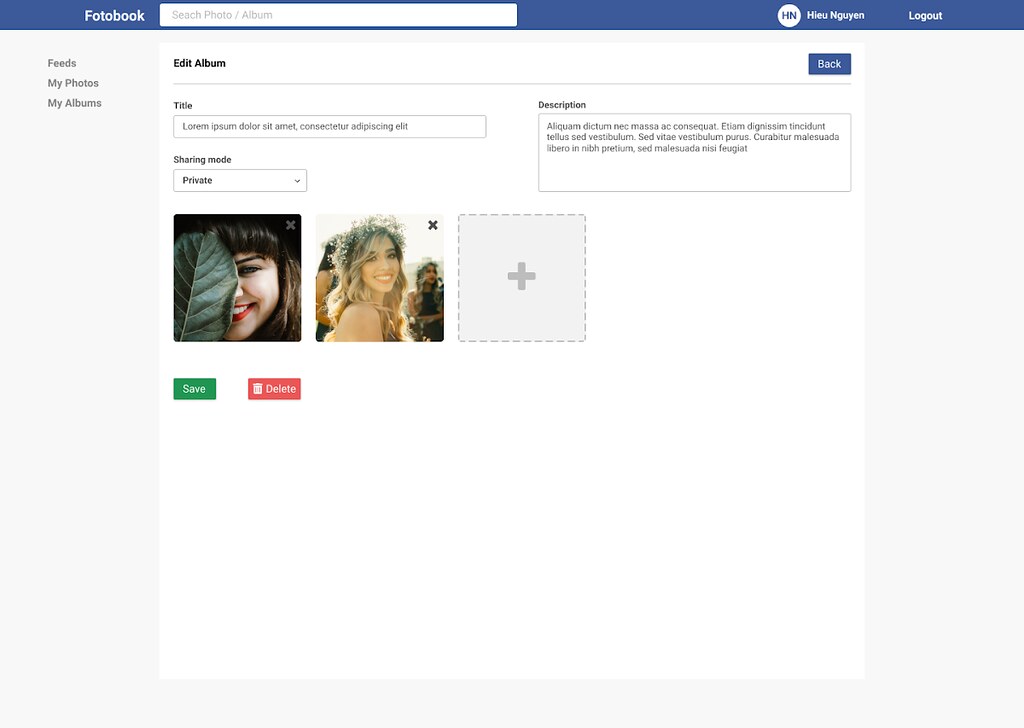 Fotobook
Seach Photo / Album
HN
Hieu Nguyen
Logout
Feeds
My Photos
My Albums
Edit Album
Back
Title
Lorem ipsum dolor sit amet, consectetur adipiscing elit
Description
Aliquam dictum nec massa ac consequat. Etiam dignissim tincidunt
tellus sed vestibulum. Sed vitae vestibulum purus. Curabitur malesuada
libero in nibh pretium, sed malesuada nisi feugiat
Sharing mode
Private
Save
Delete